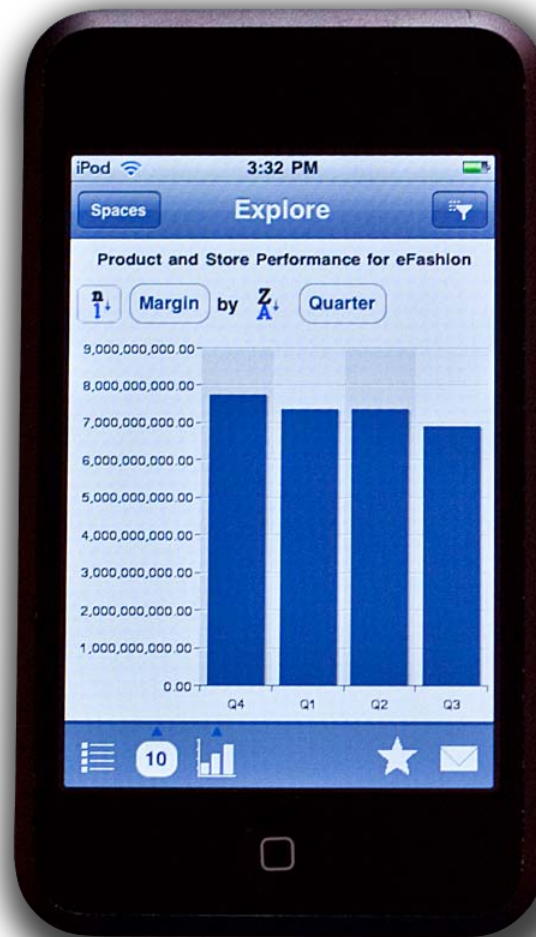 iPod 3:32 PM
Spaces Explore
Product and Store Performance for eFashion
n 1↓ Margin by Z A↓ Quarter
9,000,000,000.00
8,000,000,000.00
7,000,000,000.00
6,000,000,000.00
5,000,000,000.00
4,000,000,000.00
3,000,000,000.00
2,000,000,000.00
1,000,000,000.00
0.00
Q4 Q1 Q2 Q3
10